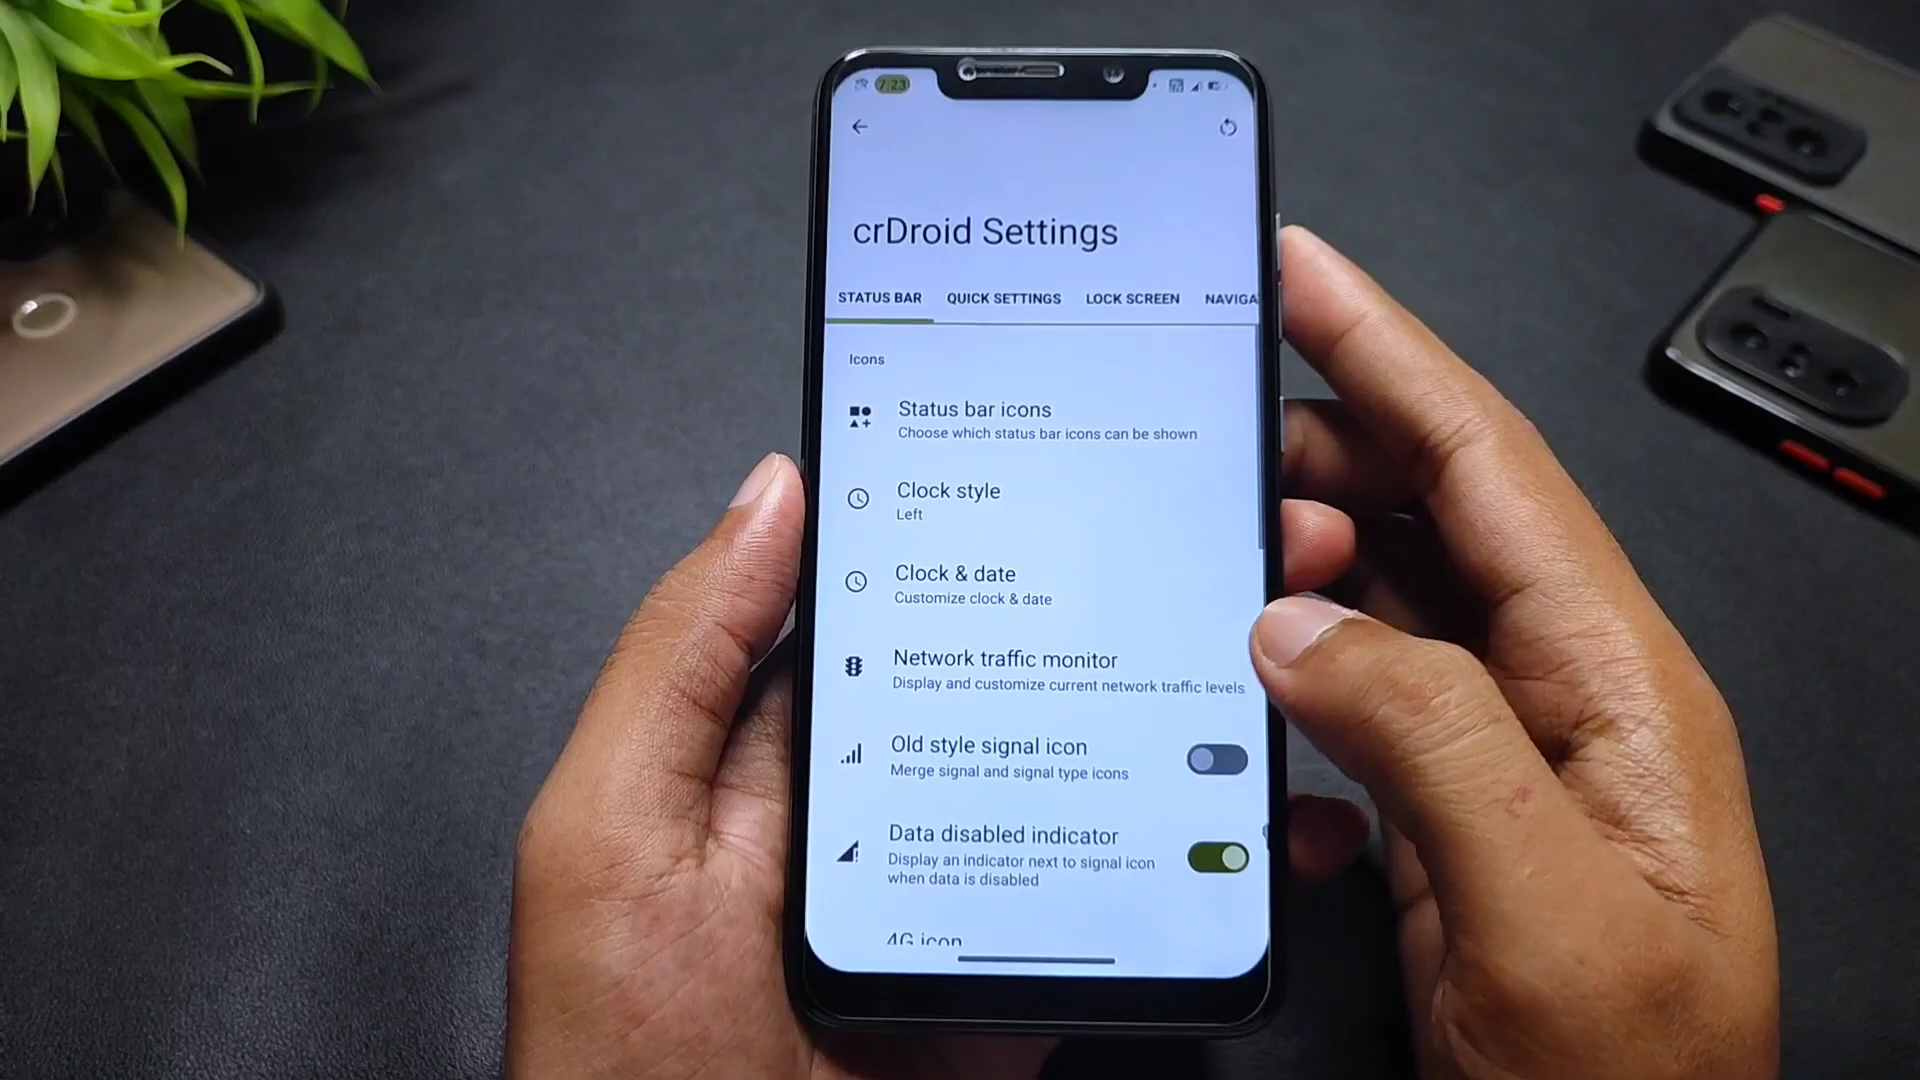 7:23
crDroid Settings
STATUS BAR QUICK SETTINGS LOCK SCREEN NAVIGA
Icons
Status bar icons
Choose which status bar icons can be shown
Clock style
Left
Clock & date
Customize clock & date
Network traffic monitor
Display and customize current network traffic levels
Old style signal icon
Merge signal and signal type icons
Data disabled indicator
Display an indicator next to signal icon
when data is disabled
4G icon